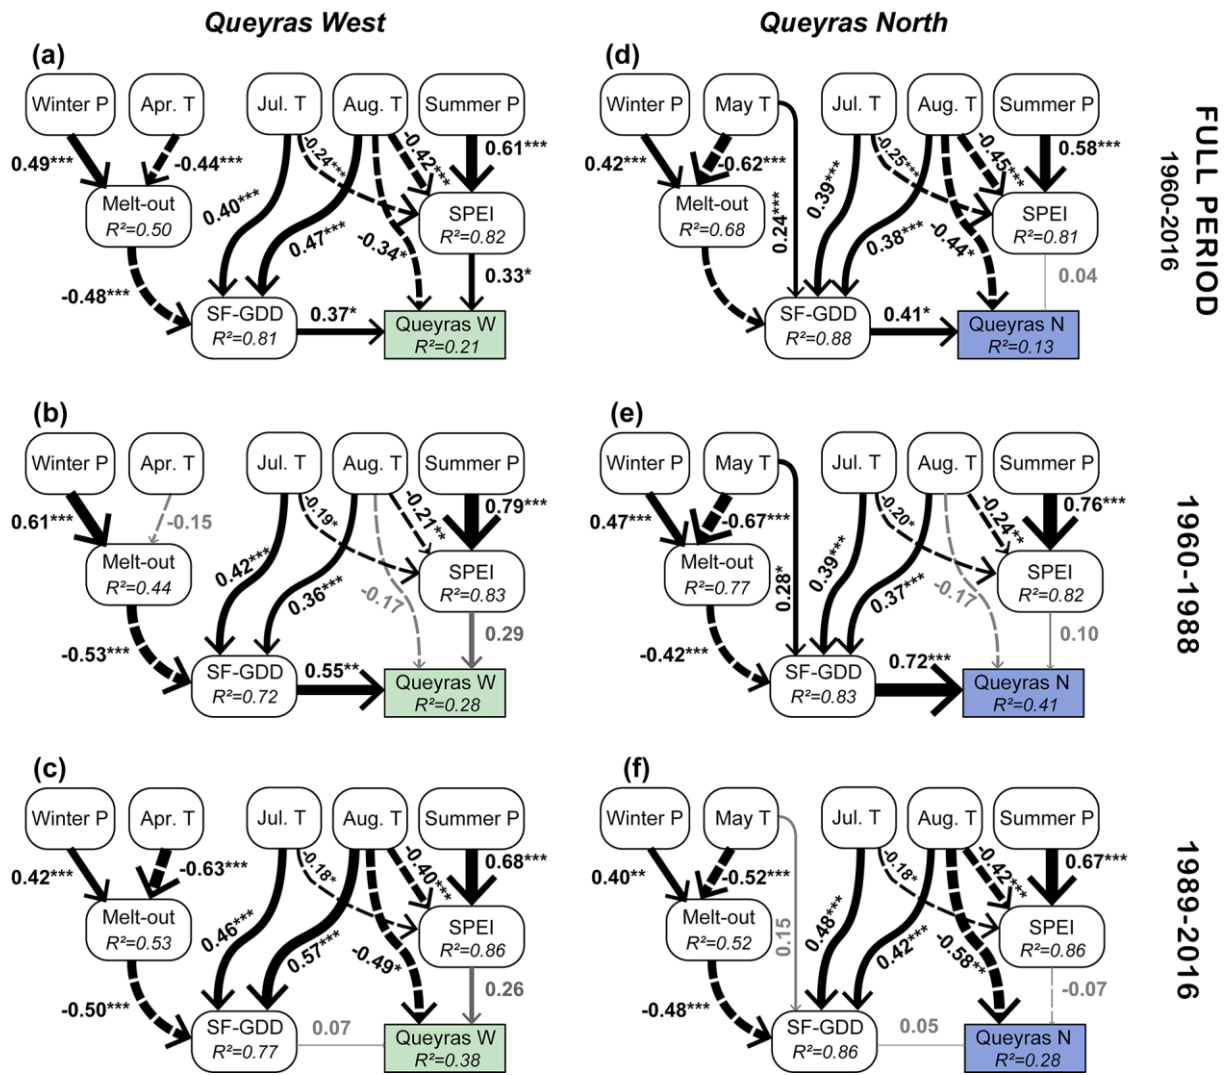 Queyras West
Queyras North
(a)
Winter P
Apr. T
Jul. T
Aug. T
Summer P
0.49***
-0.44***
-0.24***
-0.42***
0.61***
Melt-out
R²=0.50
SPEI
R²=0.82
0.40***
0.47***
-0.34*
0.33*
-0.48***
SF-GDD
R²=0.81
0.37*
Queyras W
R²=0.21
(d)
Winter P
May T
Jul. T
Aug. T
Summer P
0.42***
-0.62***
-0.25***
-0.45***
0.58***
Melt-out
R²=0.68
SPEI
R²=0.81
0.24***
0.39***
0.38***
-0.44*
0.04
SF-GDD
R²=0.88
0.41*
Queyras N
R²=0.13
FULL PERIOD
1960-2016
(b)
Winter P
Apr. T
Jul. T
Aug. T
Summer P
0.61***
-0.15
-0.19*
-0.21**
0.79***
Melt-out
R²=0.44
SPEI
R²=0.83
0.42***
0.36***
-0.17
0.29
-0.53***
SF-GDD
R²=0.72
0.55**
Queyras W
R²=0.28
(e)
Winter P
May T
Jul. T
Aug. T
Summer P
0.47***
-0.67***
-0.20*
-0.24**
0.76***
Melt-out
R²=0.77
SPEI
R²=0.82
0.28*
0.39***
0.37***
-0.17
0.10
-0.42***
SF-GDD
R²=0.83
0.72***
Queyras N
R²=0.41
1960-1988
(c)
Winter P
Apr. T
Jul. T
Aug. T
Summer P
0.42***
-0.63***
-0.18*
-0.40***
0.68***
Melt-out
R²=0.53
SPEI
R²=0.86
0.46***
0.57***
-0.49*
0.26
-0.50***
SF-GDD
R²=0.77
0.07
Queyras W
R²=0.38
(f)
Winter P
May T
Jul. T
Aug. T
Summer P
0.40**
-0.52***
-0.18*
-0.42***
0.67***
Melt-out
R²=0.52
SPEI
R²=0.86
0.15
0.48***
0.42***
-0.58**
-0.07
-0.48***
SF-GDD
R²=0.86
0.05
Queyras N
R²=0.28
1989-2016